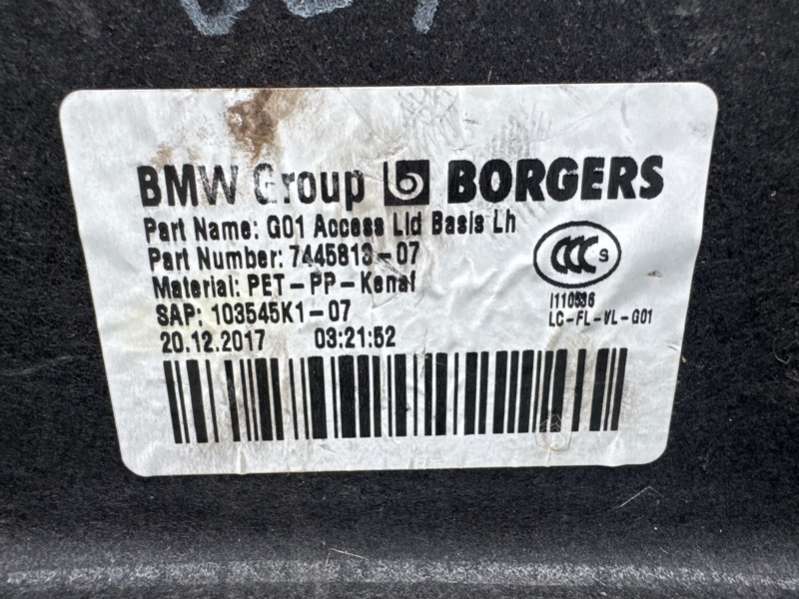 BMW Group BORGERS
Part Name: G01 Access Lid Basis Lh
Part Number: 7445813-07
Material: PET-PP-Kenaf
SAP: 103545K1-07
20.12.2017 03:21:52
CCC S
I110536
LC-FL-VL-G01